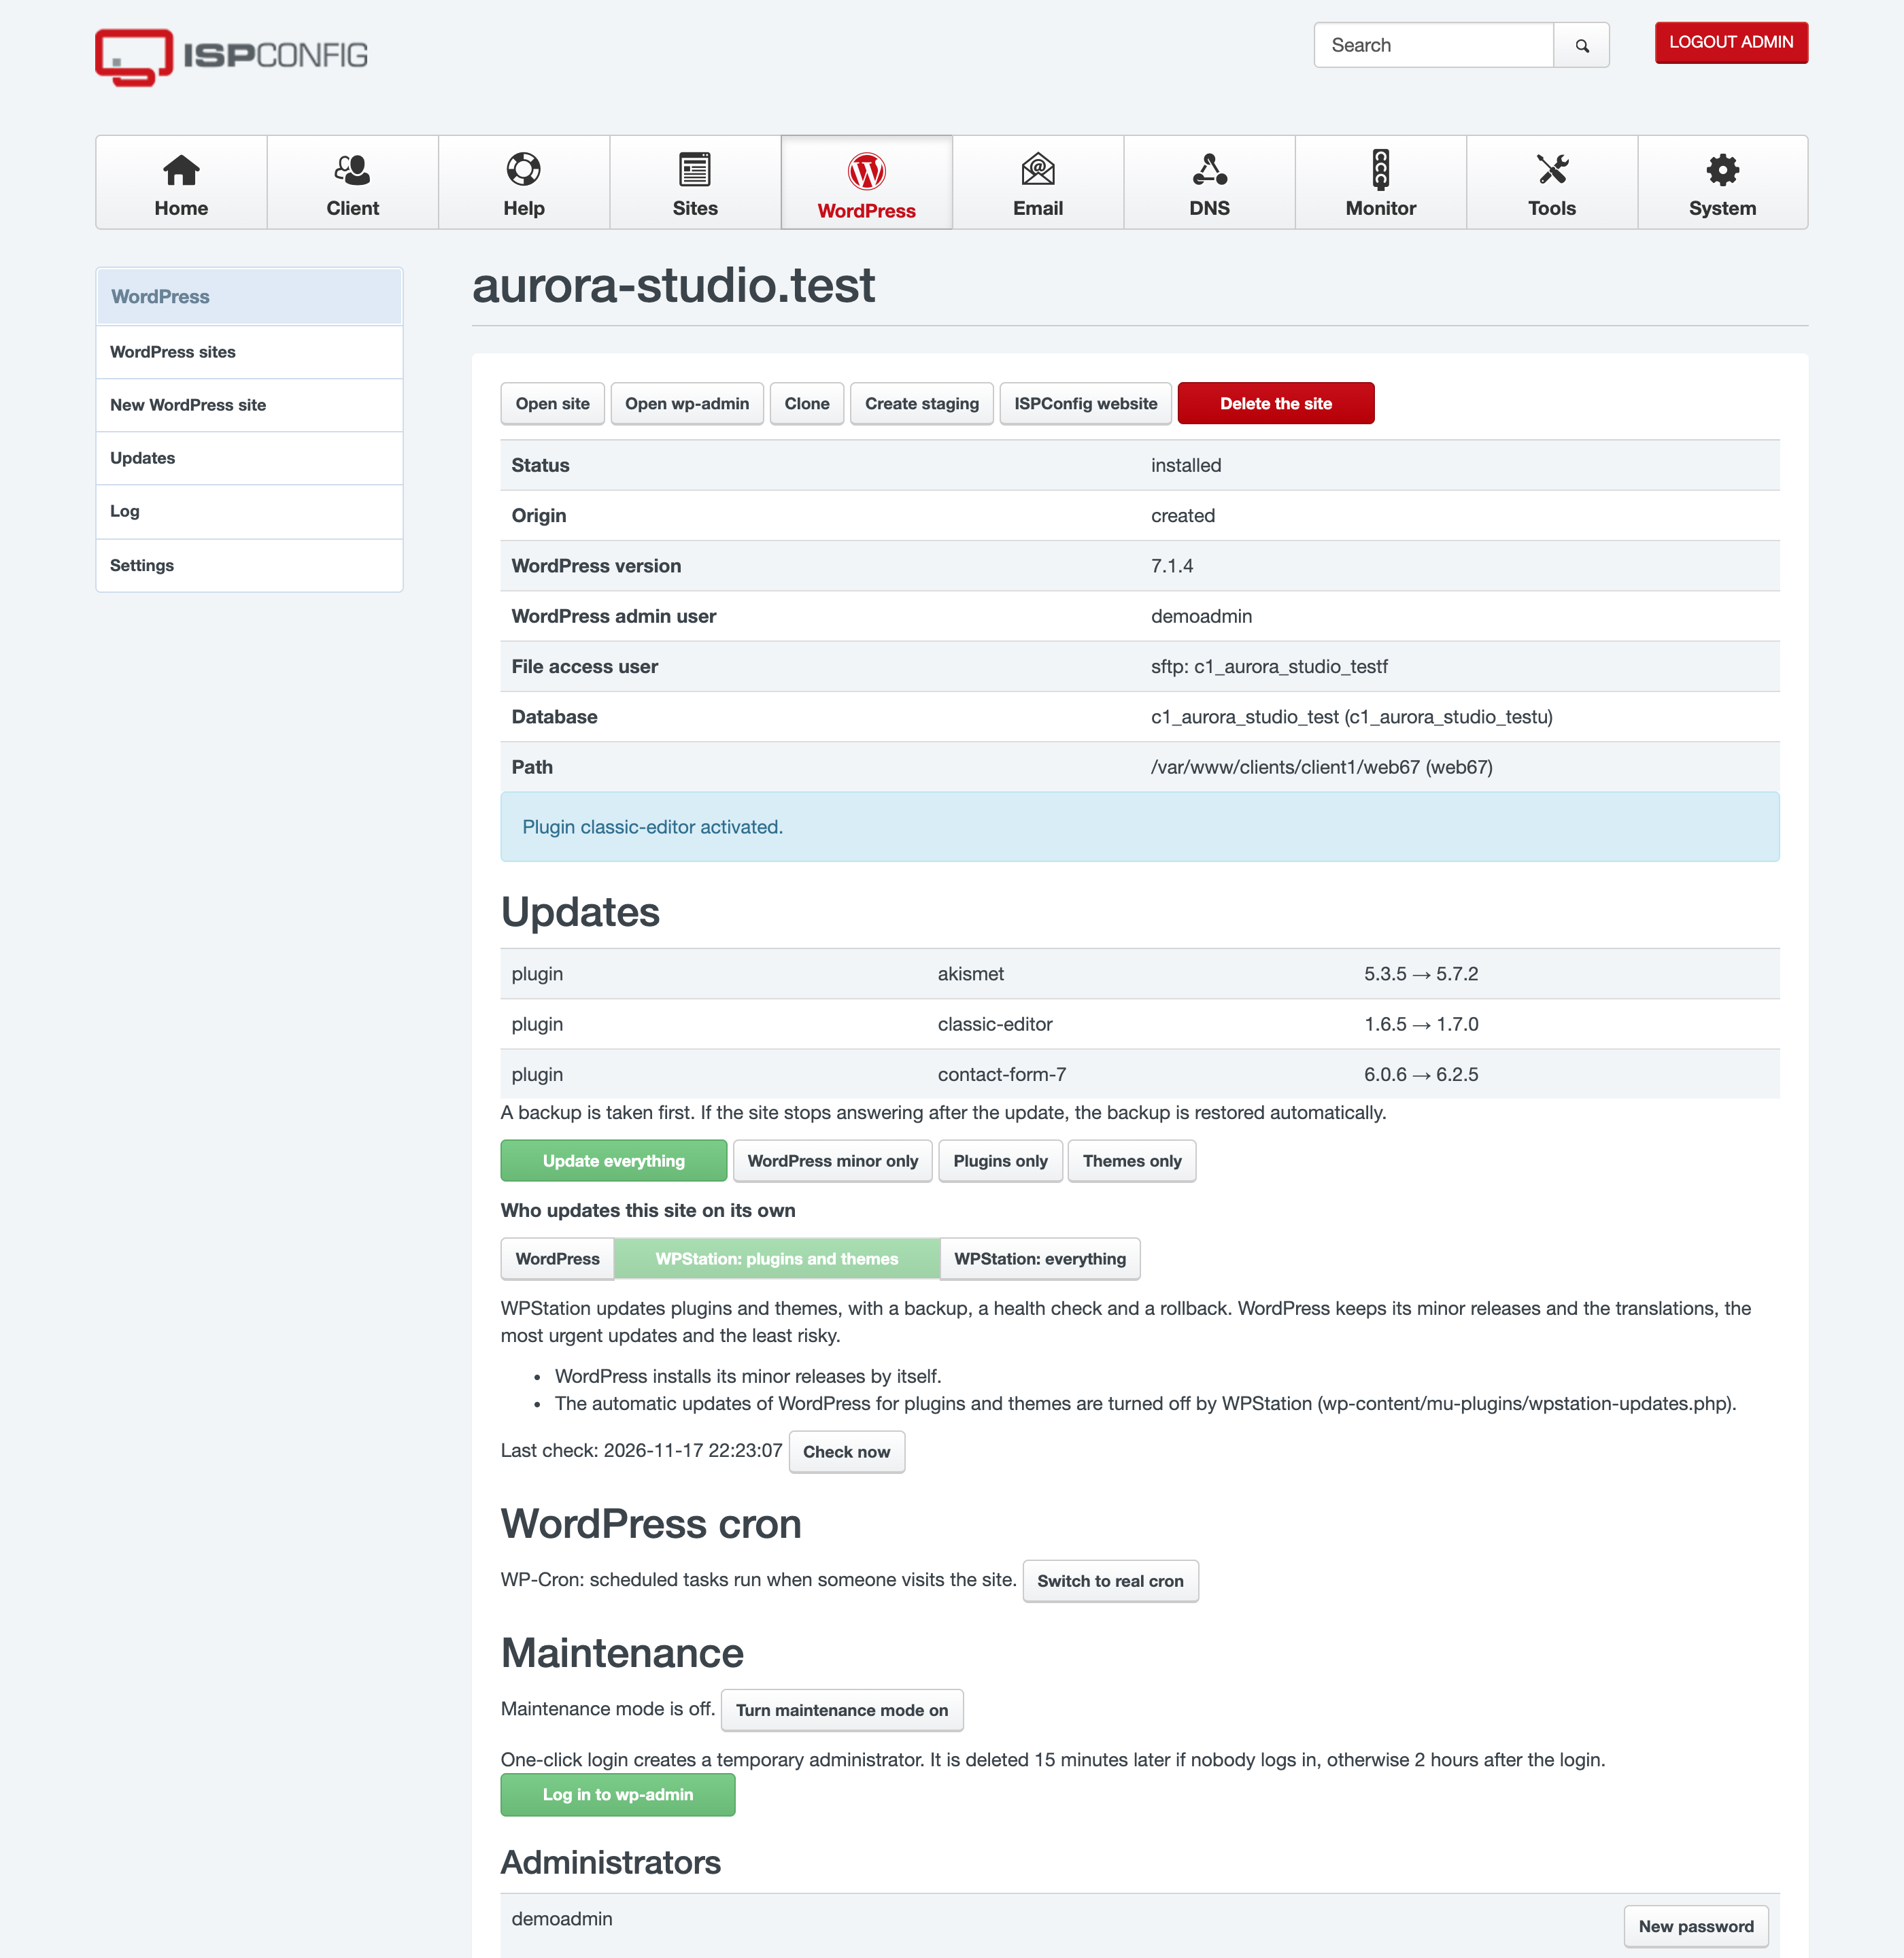 ISPCONFIG
Search
LOGOUT ADMIN
Home
Client
Help
Sites
WordPress
Email
DNS
Monitor
Tools
System
WordPress
WordPress sites
New WordPress site
Updates
Log
Settings
aurora-studio.test
Open site
Open wp-admin
Clone
Create staging
ISPConfig website
Delete the site
Status installed
Origin created
WordPress version 7.1.4
WordPress admin user demoadmin
File access user sftp: c1_aurora_studio_testf
Database c1_aurora_studio_test (c1_aurora_studio_testu)
Path /var/www/clients/client1/web67 (web67)
Plugin classic-editor activated.
Updates
plugin akismet 5.3.5 → 5.7.2
plugin classic-editor 1.6.5 → 1.7.0
plugin contact-form-7 6.0.6 → 6.2.5
A backup is taken first. If the site stops answering after the update, the backup is restored automatically.
Update everything
WordPress minor only
Plugins only
Themes only
Who updates this site on its own
WordPress
WPStation: plugins and themes
WPStation: everything
WPStation updates plugins and themes, with a backup, a health check and a rollback. WordPress keeps its minor releases and the translations, the
most urgent updates and the least risky.
• WordPress installs its minor releases by itself.
• The automatic updates of WordPress for plugins and themes are turned off by WPStation (wp-content/mu-plugins/wpstation-updates.php).
Last check: 2026-11-17 22:23:07 Check now
WordPress cron
WP-Cron: scheduled tasks run when someone visits the site. Switch to real cron
Maintenance
Maintenance mode is off. Turn maintenance mode on
One-click login creates a temporary administrator. It is deleted 15 minutes later if nobody logs in, otherwise 2 hours after the login.
Log in to wp-admin
Administrators
demoadmin New password